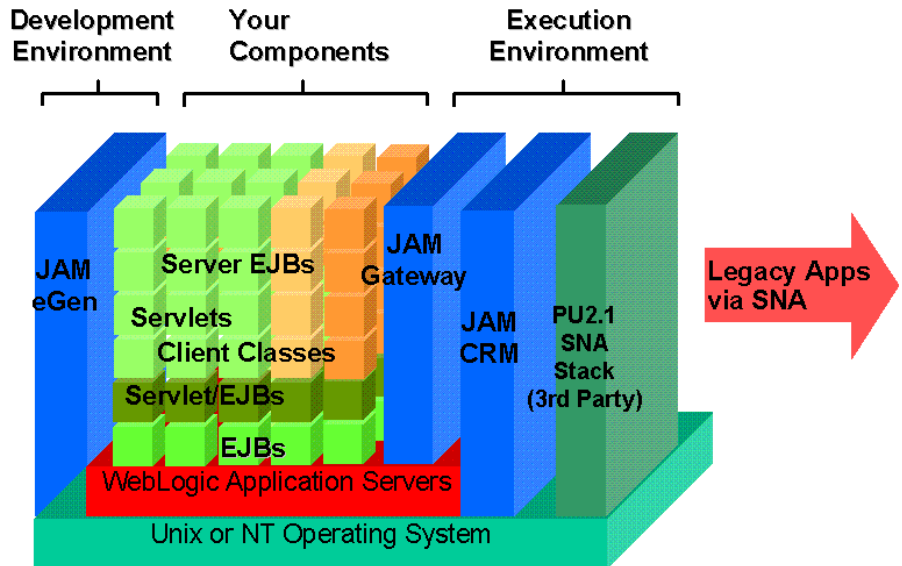 Development
Environment
Your
Components
Execution
Environment
JAM
eGen
Server EJBs
Servlets
Client Classes
Servlet/EJBs
EJBs
JAM
Gateway
JAM
CRM
PU2.1
SNA
Stack
(3rd Party)
Legacy Apps
via SNA
WebLogic Application Servers
Unix or NT Operating System